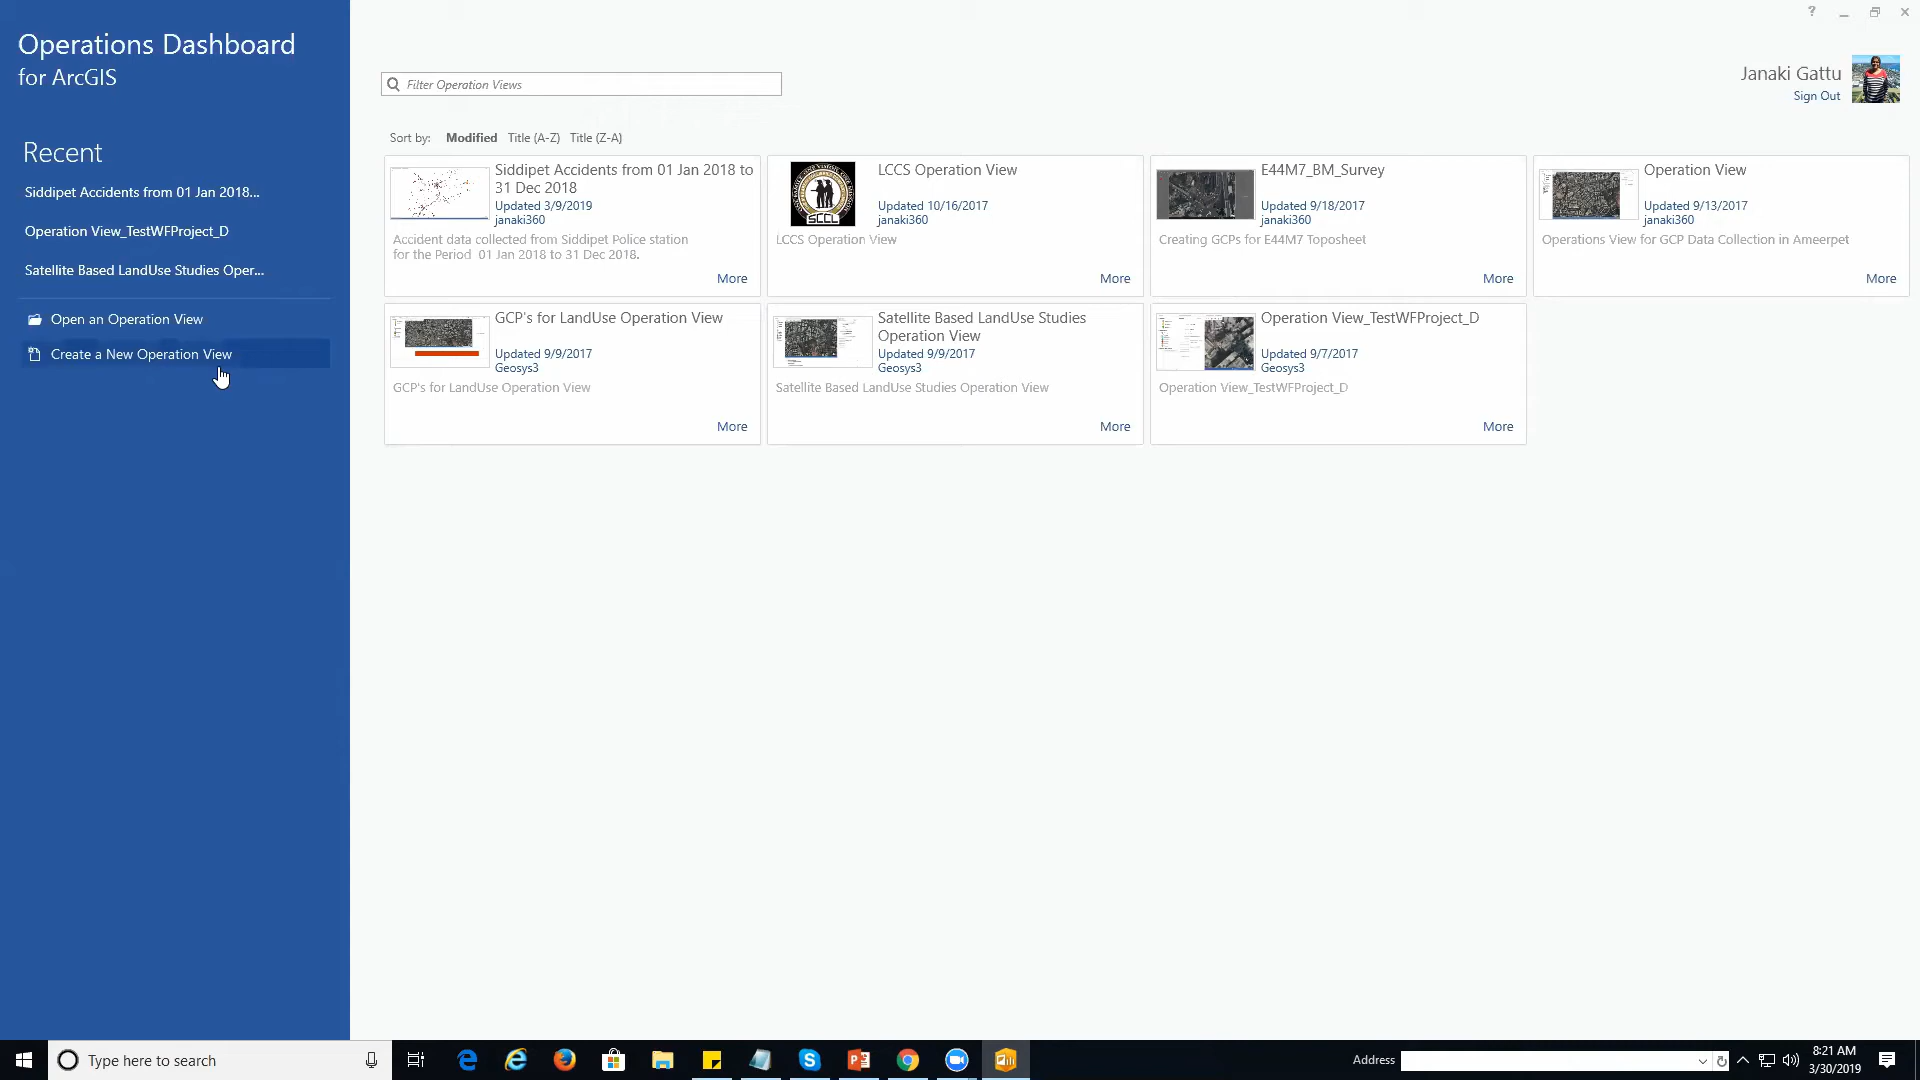 Operations Dashboard
for ArcGIS
Recent
Siddipet Accidents from 01 Jan 2018...
Operation View_TestWFProject_D
Satellite Based LandUse Studies Oper...
Open an Operation View
Create a New Operation View
?
Filter Operation Views
Janaki Gattu
Sign Out
Sort by: Modified Title (A-Z) Title (Z-A)
Siddipet Accidents from 01 Jan 2018 to
31 Dec 2018
Updated 3/9/2019
janaki360
Accident data collected from Siddipet Police station
for the Period 01 Jan 2018 to 31 Dec 2018.
More
LCCS Operation View
Updated 10/16/2017
janaki360
SCCL
LCCS Operation View
More
E44M7_BM_Survey
Updated 9/18/2017
janaki360
Creating GCPs for E44M7 Toposheet
More
Operation View
Updated 9/13/2017
janaki360
Operations View for GCP Data Collection in Ameerpet
More
GCP's for LandUse Operation View
Updated 9/9/2017
Geosys3
GCP's for LandUse Operation View
More
Satellite Based LandUse Studies
Operation View
Updated 9/9/2017
Geosys3
Satellite Based LandUse Studies Operation View
More
Operation View_TestWFProject_D
Updated 9/7/2017
Geosys3
Operation View_TestWFProject_D
More
Type here to search
Address
8:21 AM
3/30/2019